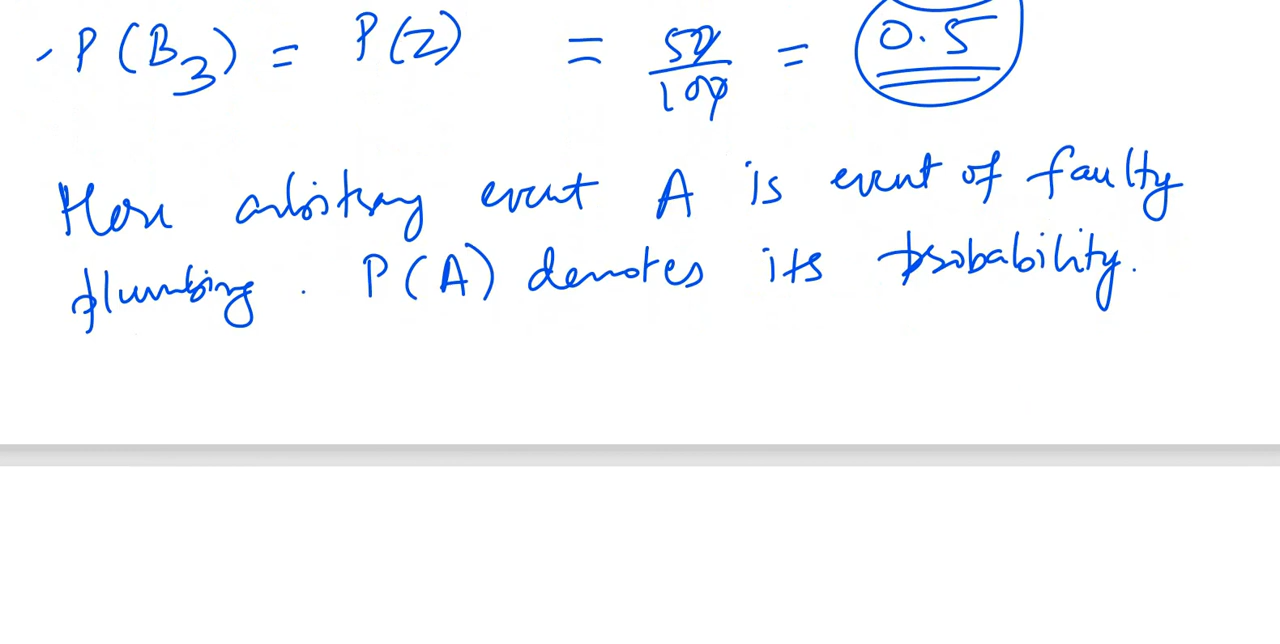 P(B3) = P(Z) = 50/100 = 0.5
Here arbitrary event A is event of faulty
plumbing. P(A) denotes its probability.